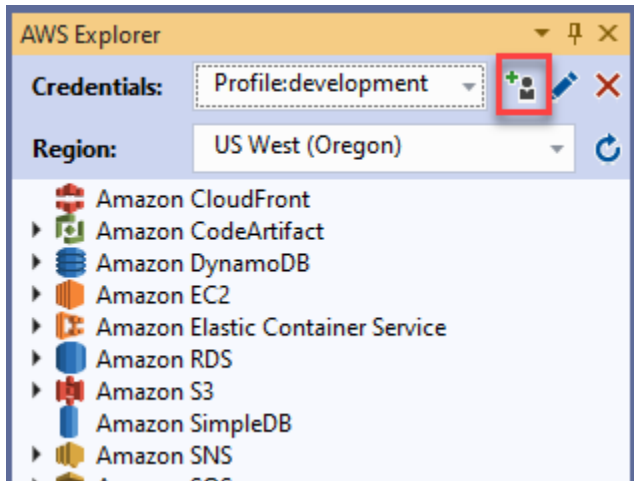 AWS Explorer
Credentials: Profile:development
Region: US West (Oregon)
Amazon CloudFront
Amazon CodeArtifact
Amazon DynamoDB
Amazon EC2
Amazon Elastic Container Service
Amazon RDS
Amazon S3
Amazon SimpleDB
Amazon SNS